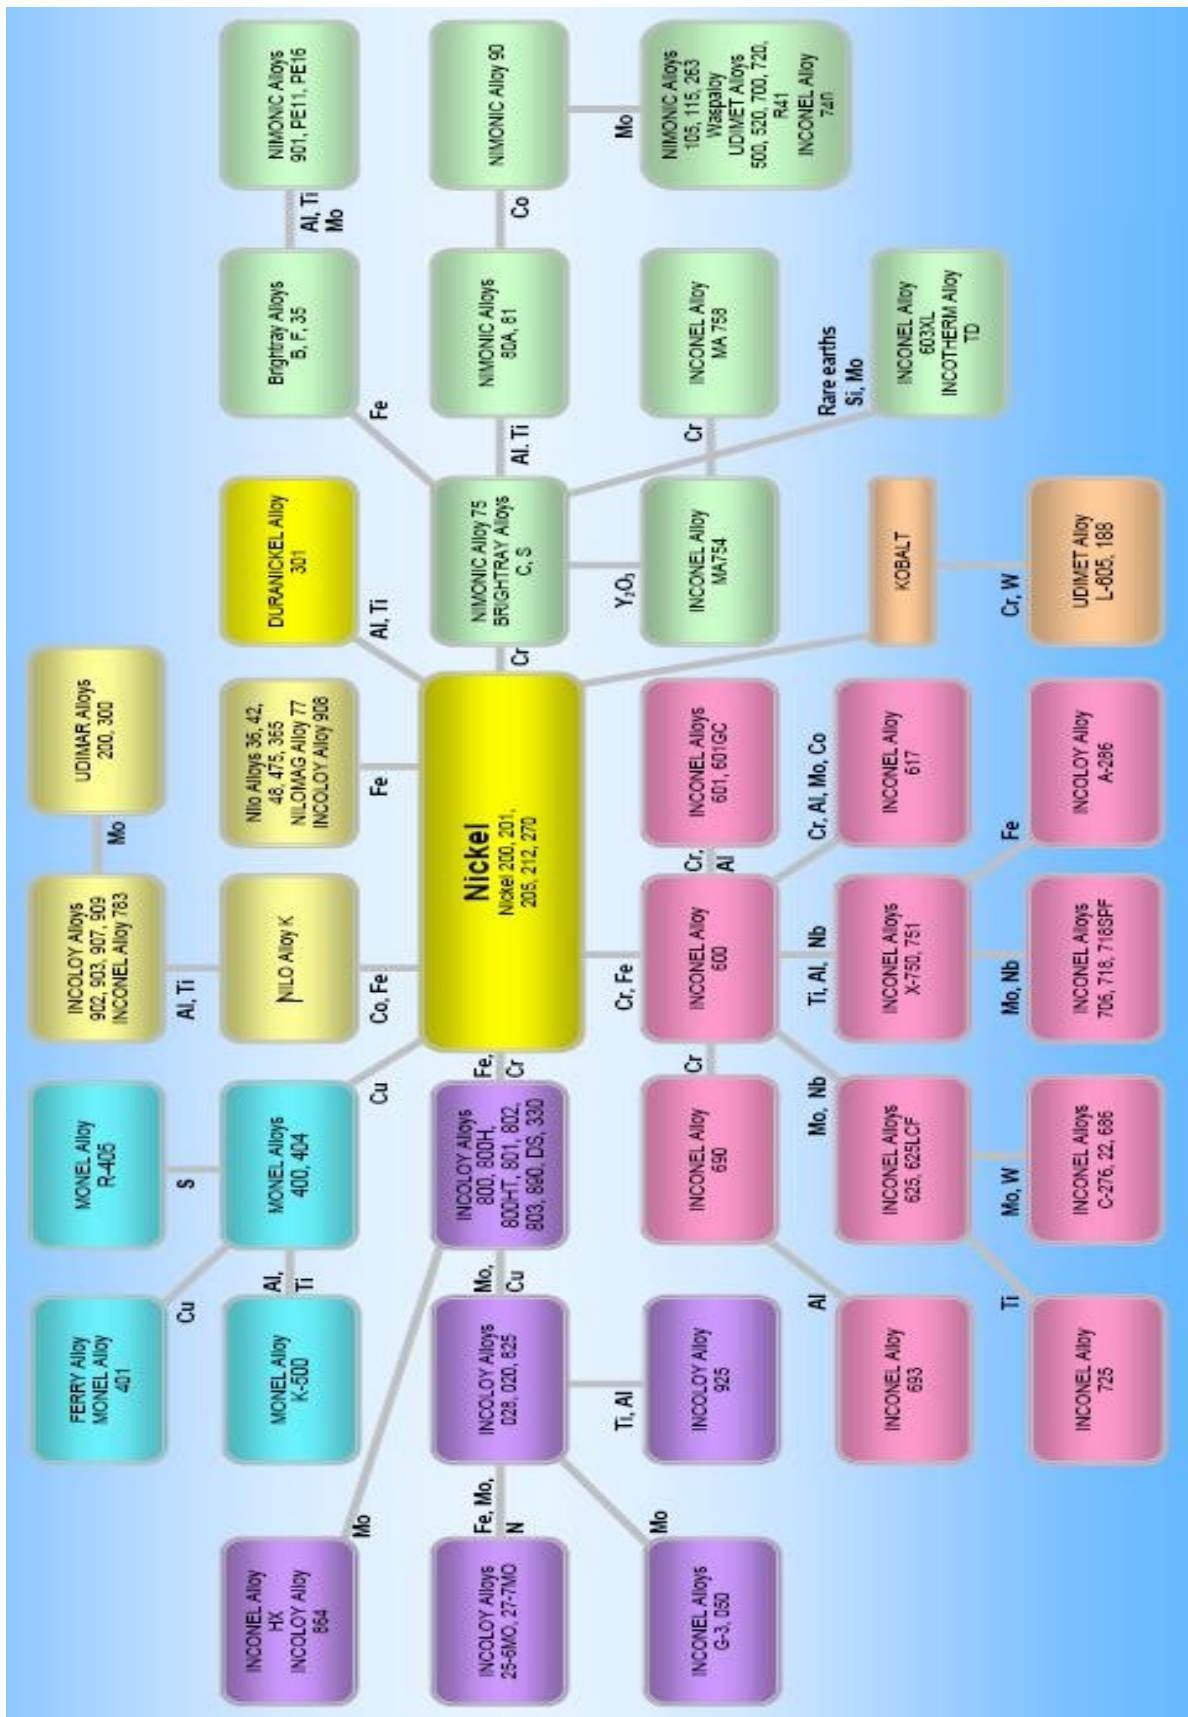 FERRY Alloy
MONEL Alloy
401
MONEL Alloy
R-405
INCOLOY Alloys
902, 903, 907, 909
INCONEL Alloy 783
Mo
UDIMAR Alloys
200, 300
Cu
S
Al, Ti
INCONEL Alloy
HX
INCOLOY Alloy
864
MONEL Alloy
K-500
Al,
Ti
MONEL Alloys
400, 404
NILO Alloy K
Nilo Alloys 36, 42,
48, 475, 365
NILOMAG Alloy 77
INCOLOY Alloy 908
DURANICKEL Alloy
301
Brightray Alloys
B, F, 35
Al, Ti
Mo
NIMONIC Alloys
901, PE11, PE16
Mo
Cu
Co, Fe
Fe
Al, Ti
Fe
INCOLOY Alloys
25-6MO, 27-7MO
Fe, Mo,
N
INCOLOY Alloys
028, 020, 825
Mo,
Cu
INCOLOY Alloys
800, 800H,
800HT, 801, 802,
803, 890, DS, 330
Fe,
Cr
Nickel
Nickel 200, 201,
205, 212, 270
Cr
NIMONIC Alloy 75
BRIGHTRAY Alloys
C, S
Al. Ti
NIMONIC Alloys
80A, 81
Co
NIMONIC Alloy 90
Mo
Ti, Al
Cr, Fe
Y₂O₃
Mo
INCONEL Alloys
G-3, 050
INCOLOY Alloy
925
INCONEL Alloy
690
Cr
INCONEL Alloy
600
Cr,
Al
INCONEL Alloys
601, 601GC
INCONEL Alloy
MA754
Cr
INCONEL Alloy
MA 758
NIMONIC Alloys
105, 115, 263
Waspaloy
UDIMET Alloys
500, 520, 700, 720,
R41
INCONEL Alloy
740
Al
Mo, Nb
Ti, Al, Nb
Cr, Al, Mo, Co
Rare earths
Si, Mo
INCONEL Alloy
693
INCONEL Alloys
625, 625LCF
INCONEL Alloys
X-750, 751
INCONEL Alloy
617
KOBALT
INCONEL Alloy
603XL
INCOTHERM Alloy
TD
Ti
Mo, W
Mo, Nb
Fe
Cr, W
INCONEL Alloy
725
INCONEL Alloys
C-276, 22, 686
INCONEL Alloys
706, 718, 718SPF
INCOLOY Alloy
A-286
UDIMET Alloy
L-605, 188